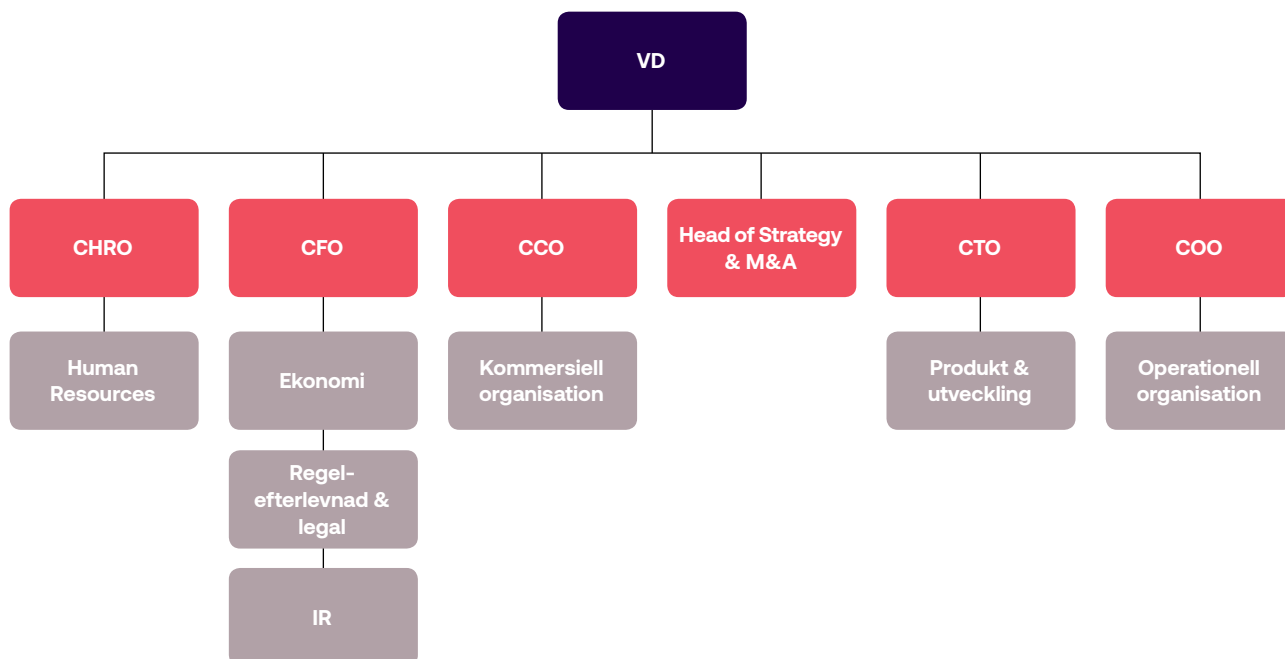 VD
CHRO
CFO
CCO
Head of Strategy
& M&A
CTO
COO
Human
Resources
Ekonomi
Kommersiell
organisation
Produkt &
utveckling
Operationell
organisation
Regel-
efterlevnad &
legal
IR